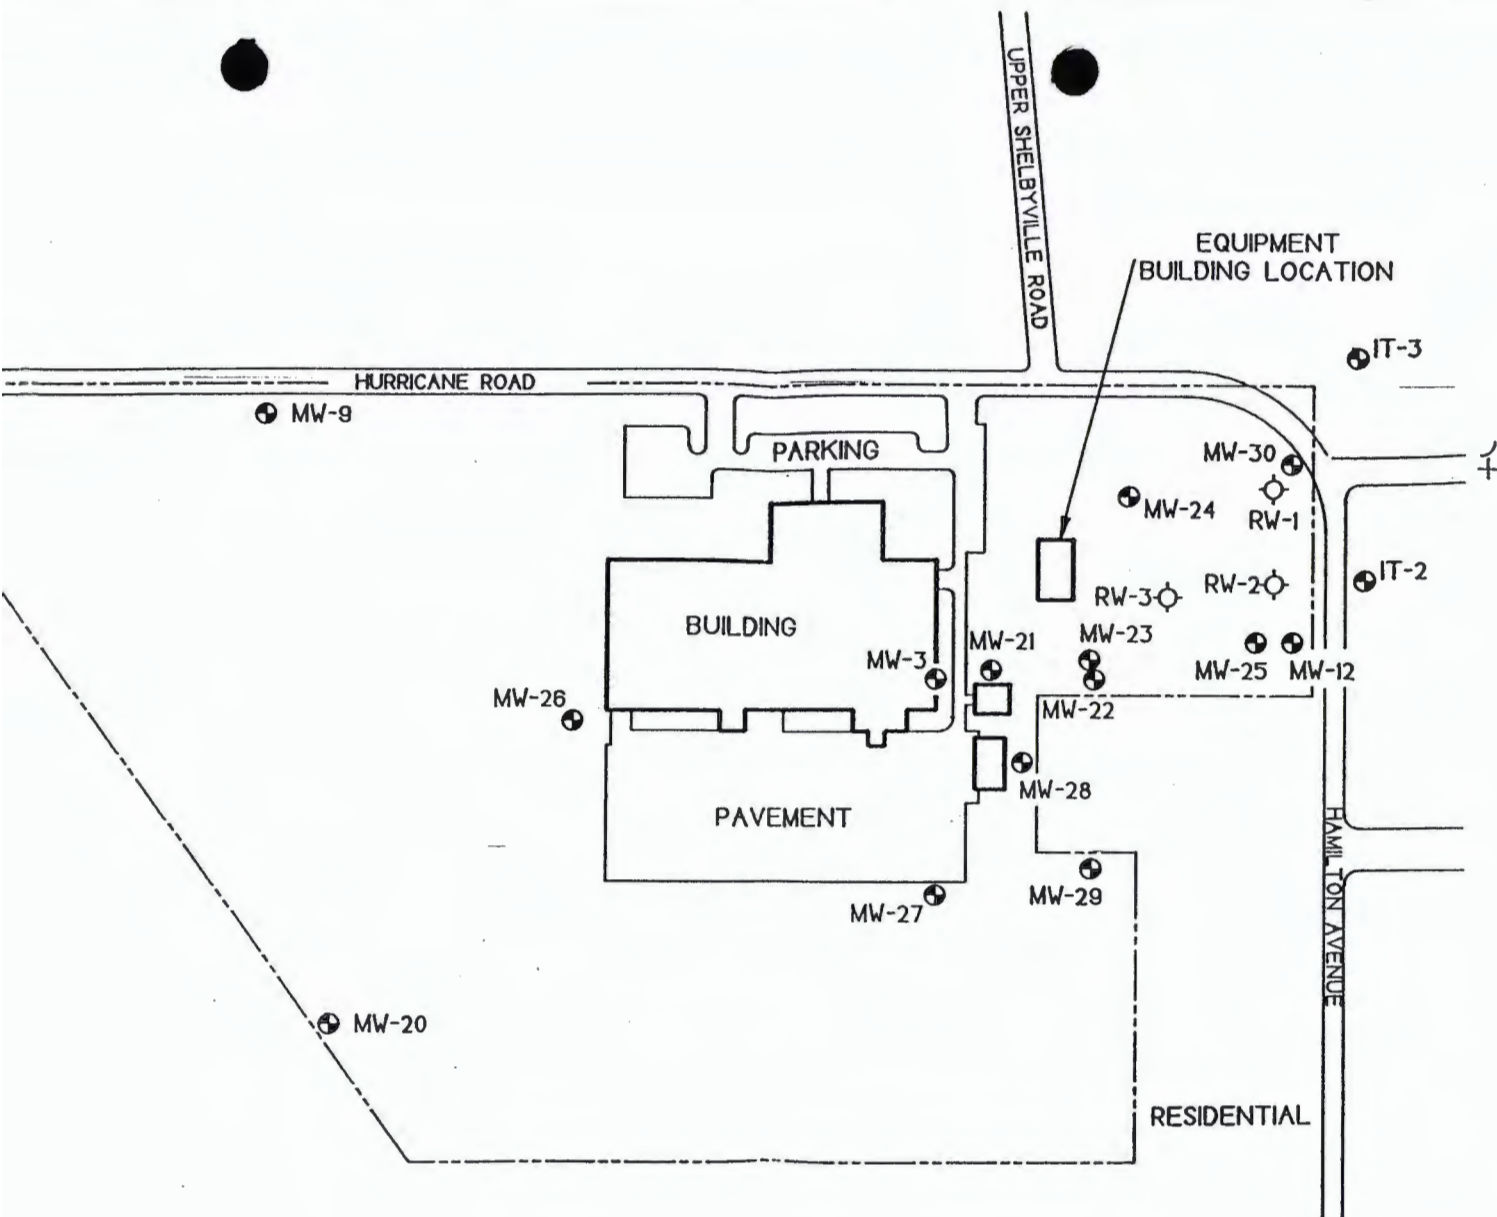 UPPER SHELBYVILLE ROAD
EQUIPMENT
BUILDING LOCATION
IT-3
HURRICANE ROAD
MW-9
PARKING
MW-30
MW-24
RW-1
IT-2
RW-3
RW-2
BUILDING
MW-23
MW-21
MW-3
MW-25
MW-12
MW-26
MW-22
MW-28
PAVEMENT
HAMILTON AVENUE
MW-29
MW-27
MW-20
RESIDENTIAL